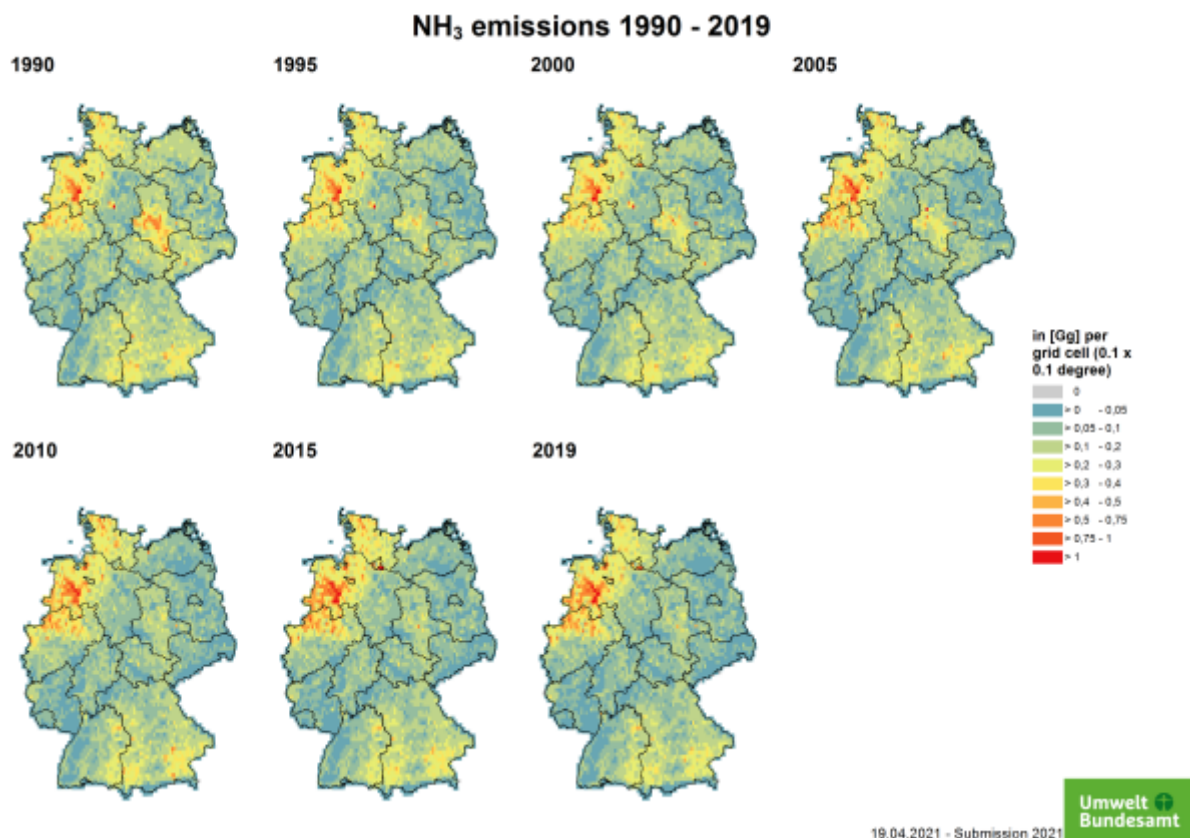 NH₃ emissions 1990 - 2019
1990
1995
2000
2005
in [Gg] per
grid cell (0.1 x
0.1 degree)
0
> 0 - 0,05
> 0,05 - 0,1
> 0,1 - 0,2
> 0,2 - 0,3
> 0,3 - 0,4
> 0,4 - 0,5
> 0,5 - 0,75
> 0,75 - 1
> 1
2010
2015
2019
Umwelt
Bundesamt
19.04.2021 - Submission 2021